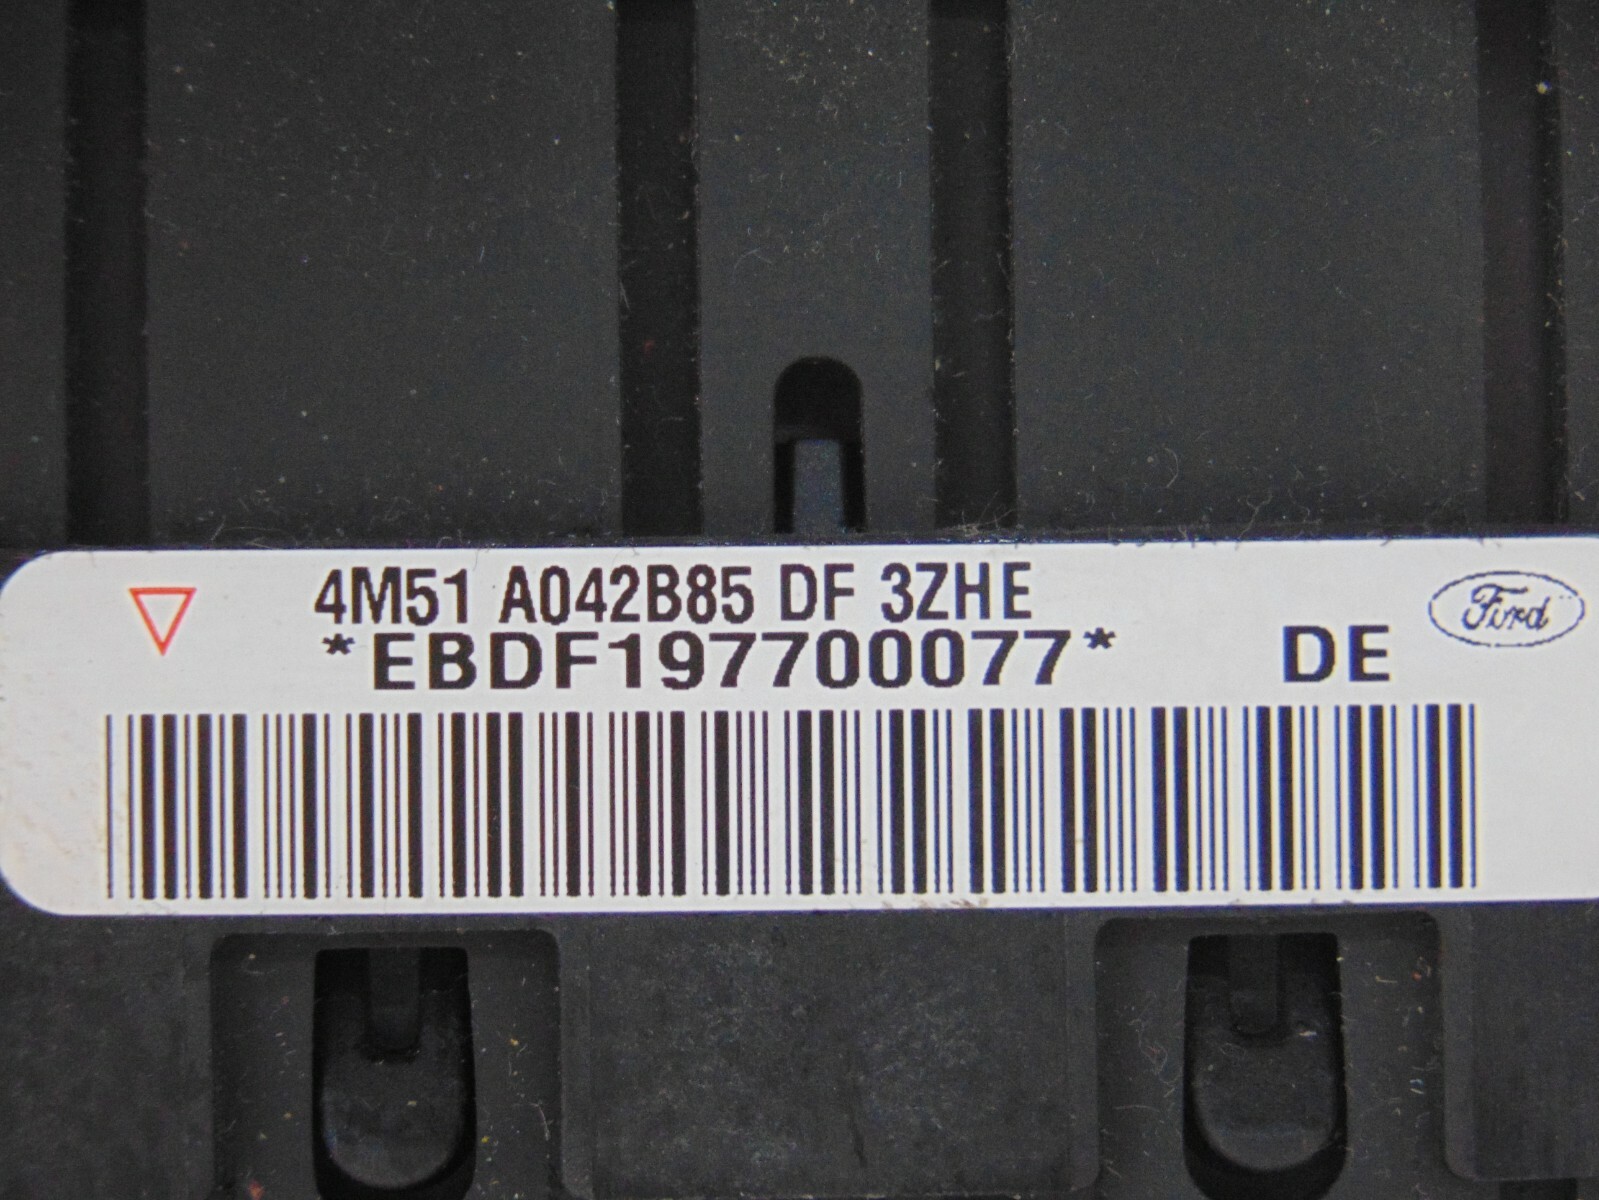 4M51 A042B85 DF 3ZHE
Ford
*EBDF197700077* DE